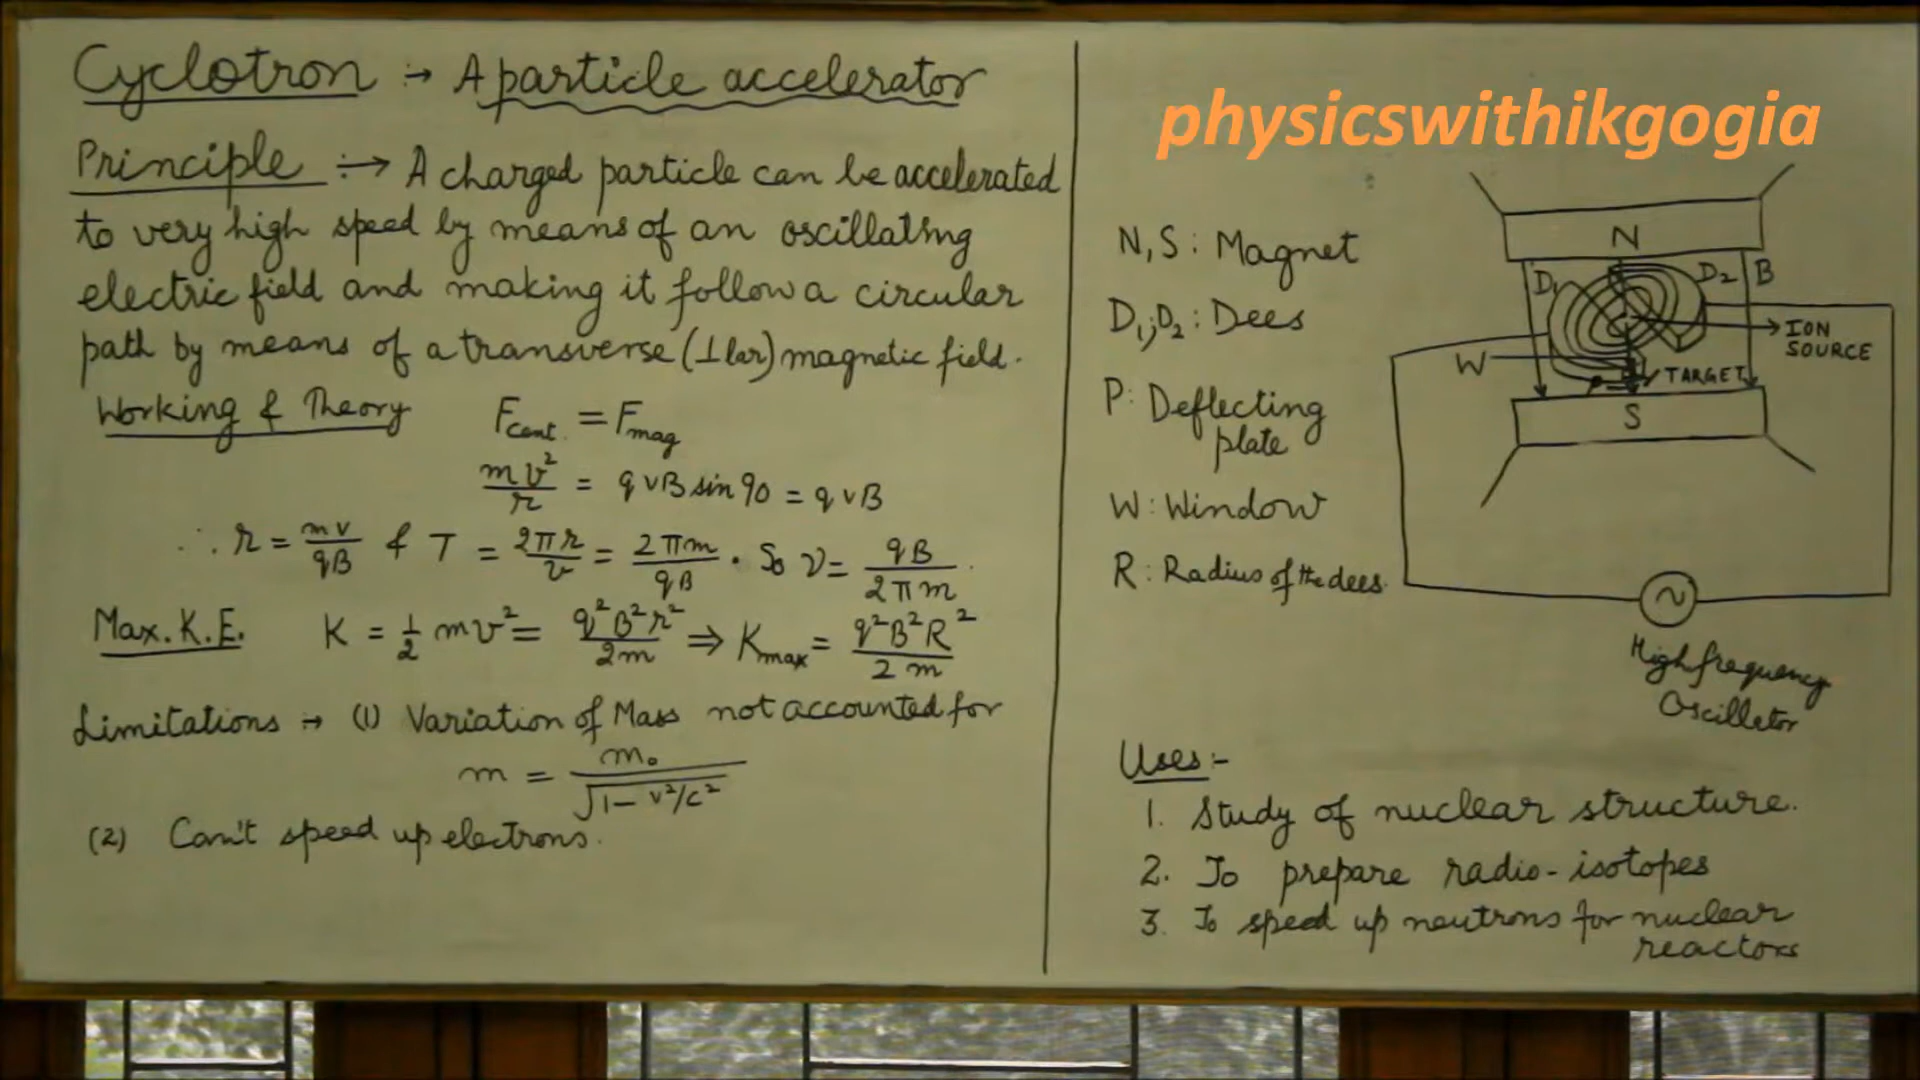 Cyclotron :→ A particle accelerator
Principle :→ A charged particle can be accelerated
to very high speed by means of an oscillating
electric field and making it follow a circular
path by means of a transverse (⊥lar) magnetic field.
Working & Theory
F_cent. = F_mag
mv²/r = qvB sin 90 = qvB
∴ r = mv/qB & T = 2πr/v = 2πm/qB . So ν = qB/2πm
Max. K.E. K = 1/2 mv² = q²B²r²/2m ⇒ K_max = q²B²R²/2m
Limitations → (1) Variation of Mass not accounted for
m = m₀/√(1 - v²/c²)
(2) Can't speed up electrons.
physicswithikgogia
N, S : Magnet
D₁, D₂ : Dees
P : Deflecting
plate
W : Window
R : Radius of the dees.
N
D₁
D₂
B
ION
SOURCE
W
P
TARGET
S
~
High frequency
Oscilletor
Uses :-
1. Study of nuclear structure.
2. To prepare radio-isotopes
3. To speed up neutrons for nuclear
reactors